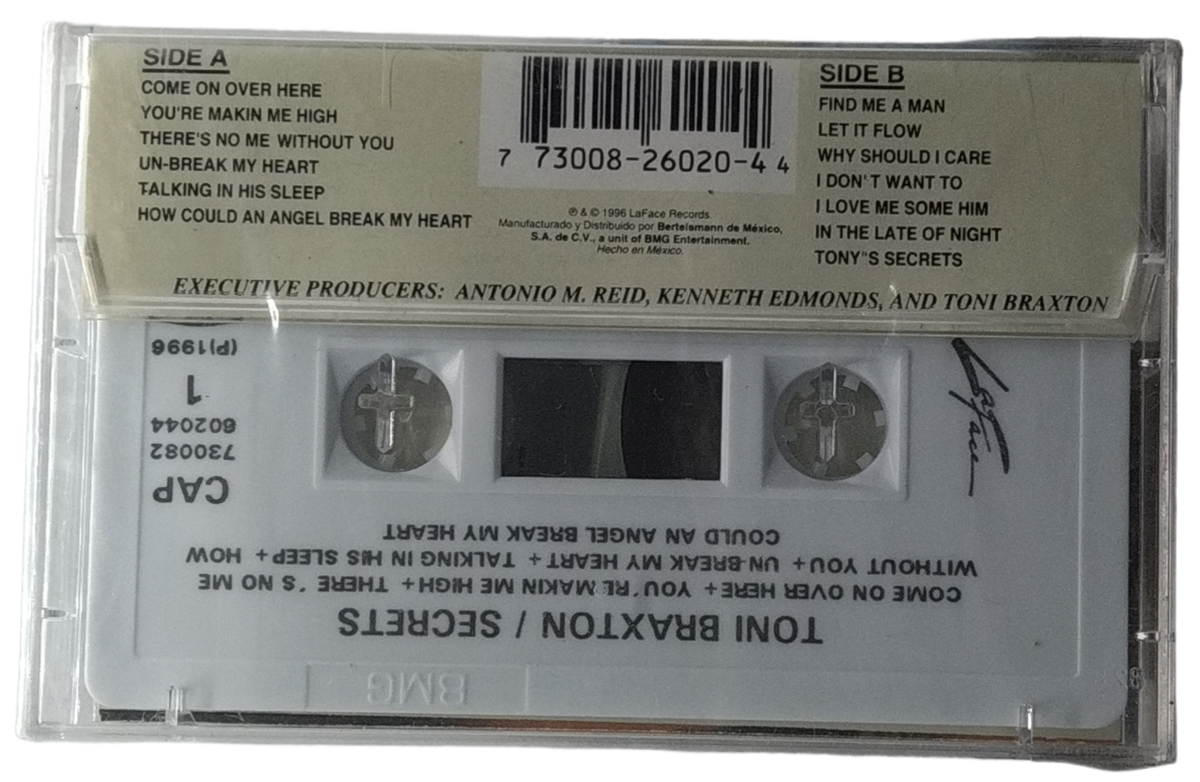 SIDE A
COME ON OVER HERE
YOU'RE MAKIN ME HIGH
THERE'S NO ME WITHOUT YOU
UN-BREAK MY HEART
TALKING IN HIS SLEEP
HOW COULD AN ANGEL BREAK MY HEART
7 73008-26020-4 4
℗ & © 1996 LaFace Records.
Manufacturado y Distribuido por Bertelsmann de México,
S.A. de C.V., a unit of BMG Entertainment.
Hecho en México.
SIDE B
FIND ME A MAN
LET IT FLOW
WHY SHOULD I CARE
I DON'T WANT TO
I LOVE ME SOME HIM
IN THE LATE OF NIGHT
TONY"S SECRETS
EXECUTIVE PRODUCERS: ANTONIO M. REID, KENNETH EDMONDS, AND TONI BRAXTON
BMG
TONI BRAXTON / SECRETS
COME ON OVER HERE + YOU'RE MAKIN ME HIGH + THERE 'S NO ME
WITHOUT YOU + UN-BREAK MY HEART + TALKING IN HIS SLEEP + HOW
COULD AN ANGEL BREAK MY HEART
LaFace
CAP
730082
602044
1
(P)1996